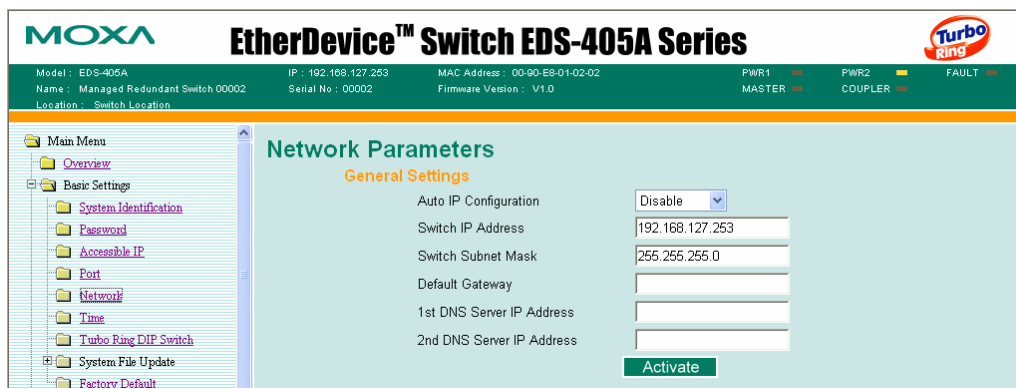 MOXA EtherDevice™ Switch EDS-405A Series Turbo Ring
Model : EDS-405A IP : 192.168.127.253 MAC Address : 00-90-E8-01-02-02 PWR1 PWR2 FAULT
Name : Managed Redundant Switch 00002 Serial No : 00002 Firmware Version : V1.0 MASTER COUPLER
Location : Switch Location
Main Menu
Overview
Basic Settings
System Identification
Password
Accessible IP
Port
Network
Time
Turbo Ring DIP Switch
System File Update
Factory Default
Network Parameters
General Settings
Auto IP Configuration Disable
Switch IP Address 192.168.127.253
Switch Subnet Mask 255.255.255.0
Default Gateway
1st DNS Server IP Address
2nd DNS Server IP Address
Activate